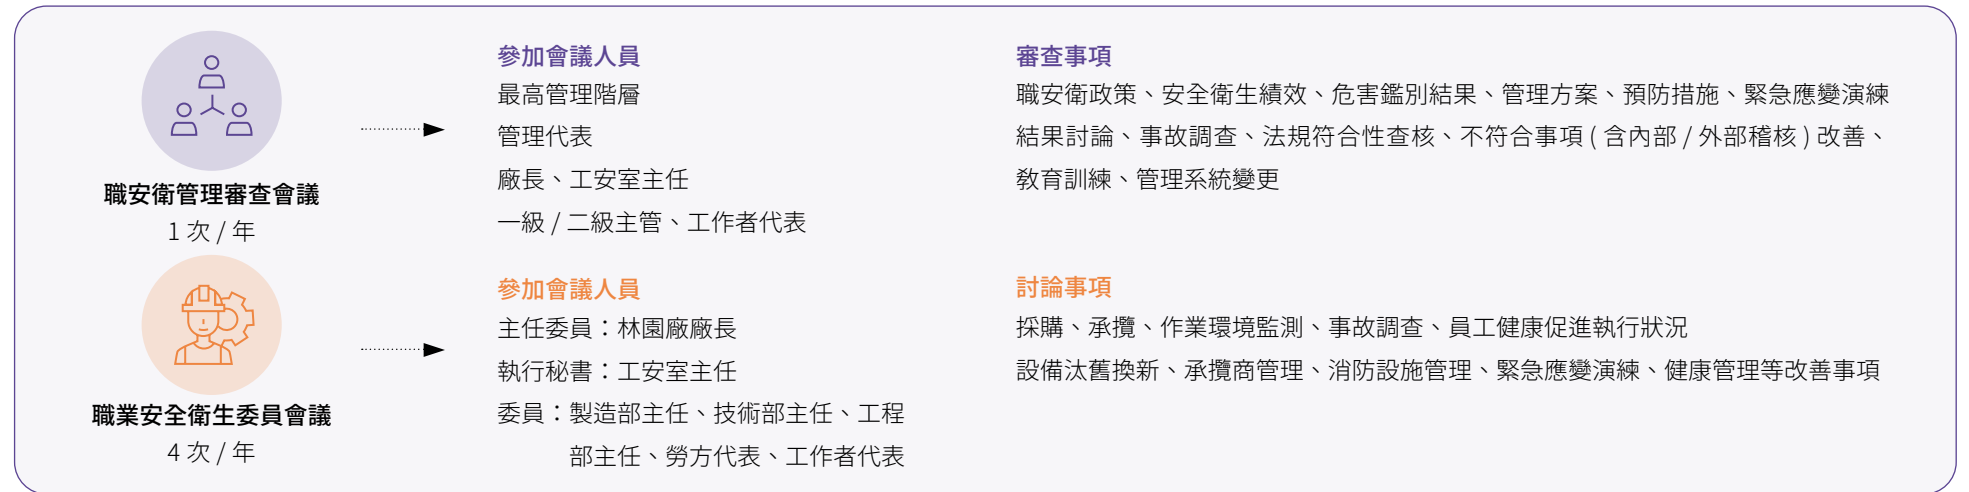 職安衛管理審查會議
1 次 / 年
參加會議人員
最高管理階層
管理代表
廠長、工安室主任
一級 / 二級主管、工作者代表
審查事項
職安衛政策、安全衛生績效、危害鑑別結果、管理方案、預防措施、緊急應變演練
結果討論、事故調查、法規符合性查核、不符合事項 ( 含內部 / 外部稽核 ) 改善、
教育訓練、管理系統變更
職業安全衛生委員會議
4 次 / 年
參加會議人員
主任委員：林園廠廠長
執行秘書：工安室主任
委員：製造部主任、技術部主任、工程
部主任、勞方代表、工作者代表
討論事項
採購、承攬、作業環境監測、事故調查、員工健康促進執行狀況
設備汰舊換新、承攬商管理、消防設施管理、緊急應變演練、健康管理等改善事項